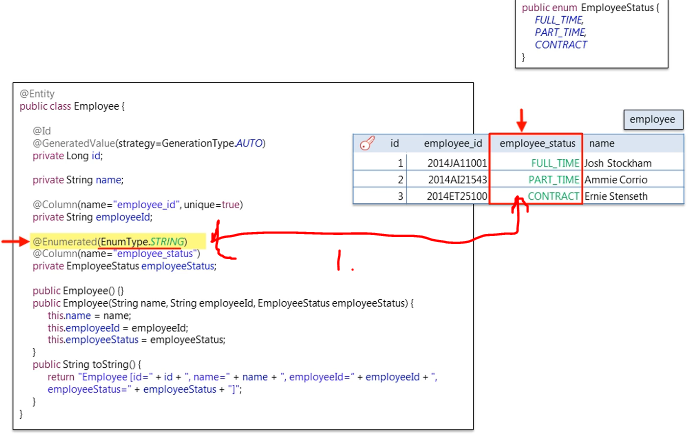 public enum EmployeeStatus {
FULL_TIME,
PART_TIME,
CONTRACT
}
@Entity
public class Employee {
@Id
@GeneratedValue(strategy=GenerationType.AUTO)
private Long id;
private String name;
@Column(name="employee_id", unique=true)
private String employeeId;
@Enumerated(EnumType.STRING)
@Column(name="employee_status")
private EmployeeStatus employeeStatus;
public Employee() {}
public Employee(String name, String employeeId, EmployeeStatus employeeStatus) {
this.name = name;
this.employeeId = employeeId;
this.employeeStatus = employeeStatus;
}
public String toString() {
return "Employee [id=" + id + ", name=" + name + ", employeeId=" + employeeId + ",
employeeStatus=" + employeeStatus + "]";
}
}
employee
id employee_id employee_status name
1 2014JA11001 FULL_TIME Josh Stockham
2 2014AI21543 PART_TIME Ammie Corrio
3 2014ET25100 CONTRACT Ernie Stenseth
1.